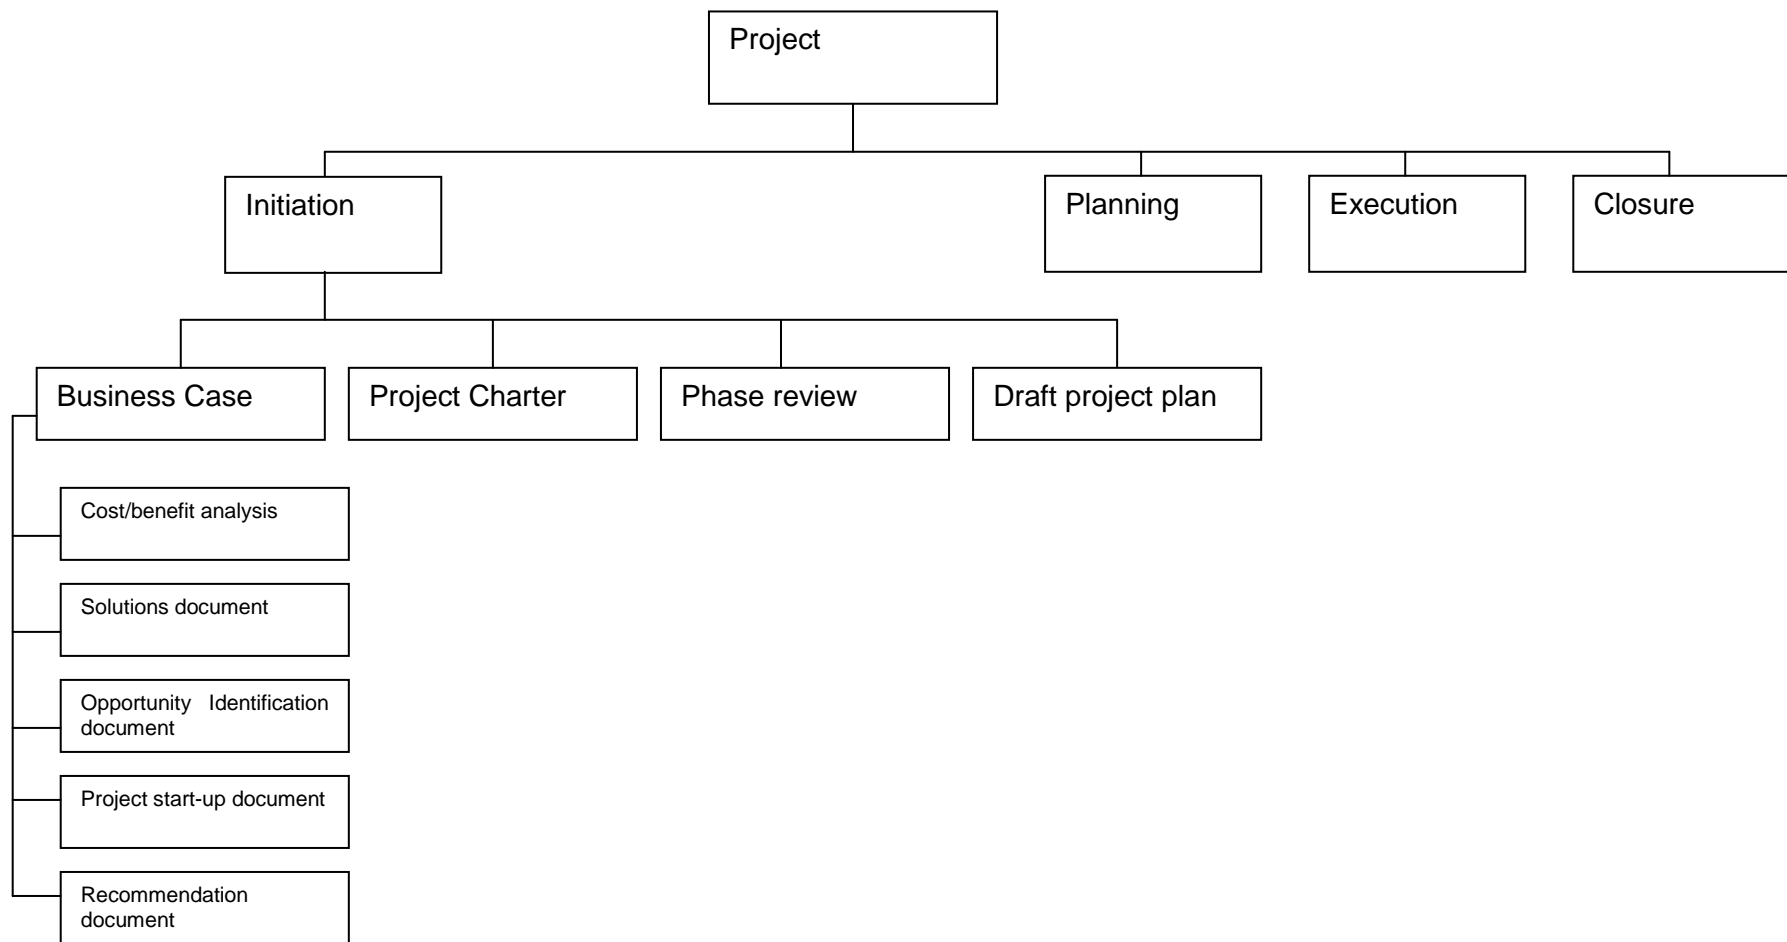 Project
Initiation
Planning
Execution
Closure
Business Case
Project Charter
Phase review
Draft project plan
Cost/benefit analysis
Solutions document
Opportunity Identification
document
Project start-up document
Recommendation
document